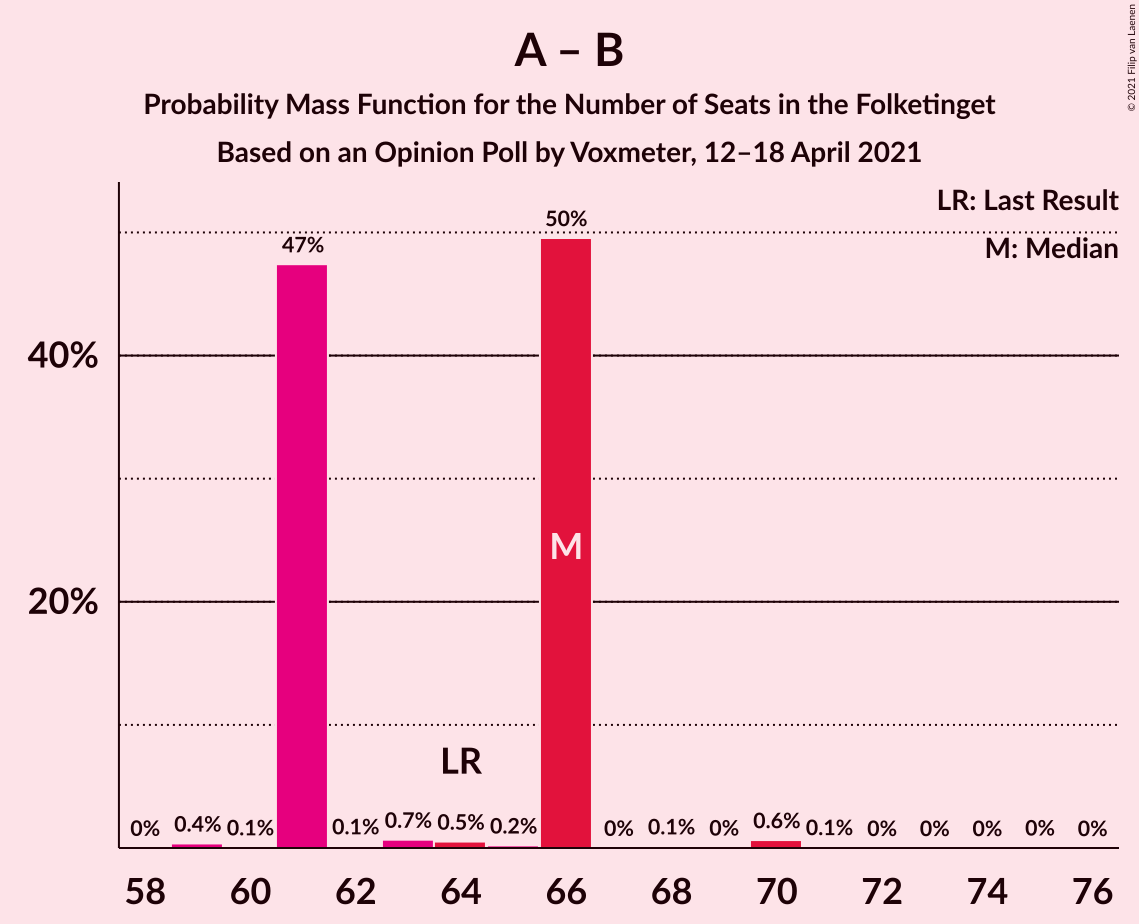 A – B
Probability Mass Function for the Number of Seats in the Folketinget
Based on an Opinion Poll by Voxmeter, 12–18 April 2021
© 2021 Filip van Laenen
LR: Last Result
M: Median
40%
20%
0% 0.4% 0.1% 47% 0.1% 0.7% 0.5% 0.2% 50% 0% 0.1% 0% 0.6% 0.1% 0% 0% 0% 0% 0%
LR
M
58 60 62 64 66 68 70 72 74 76